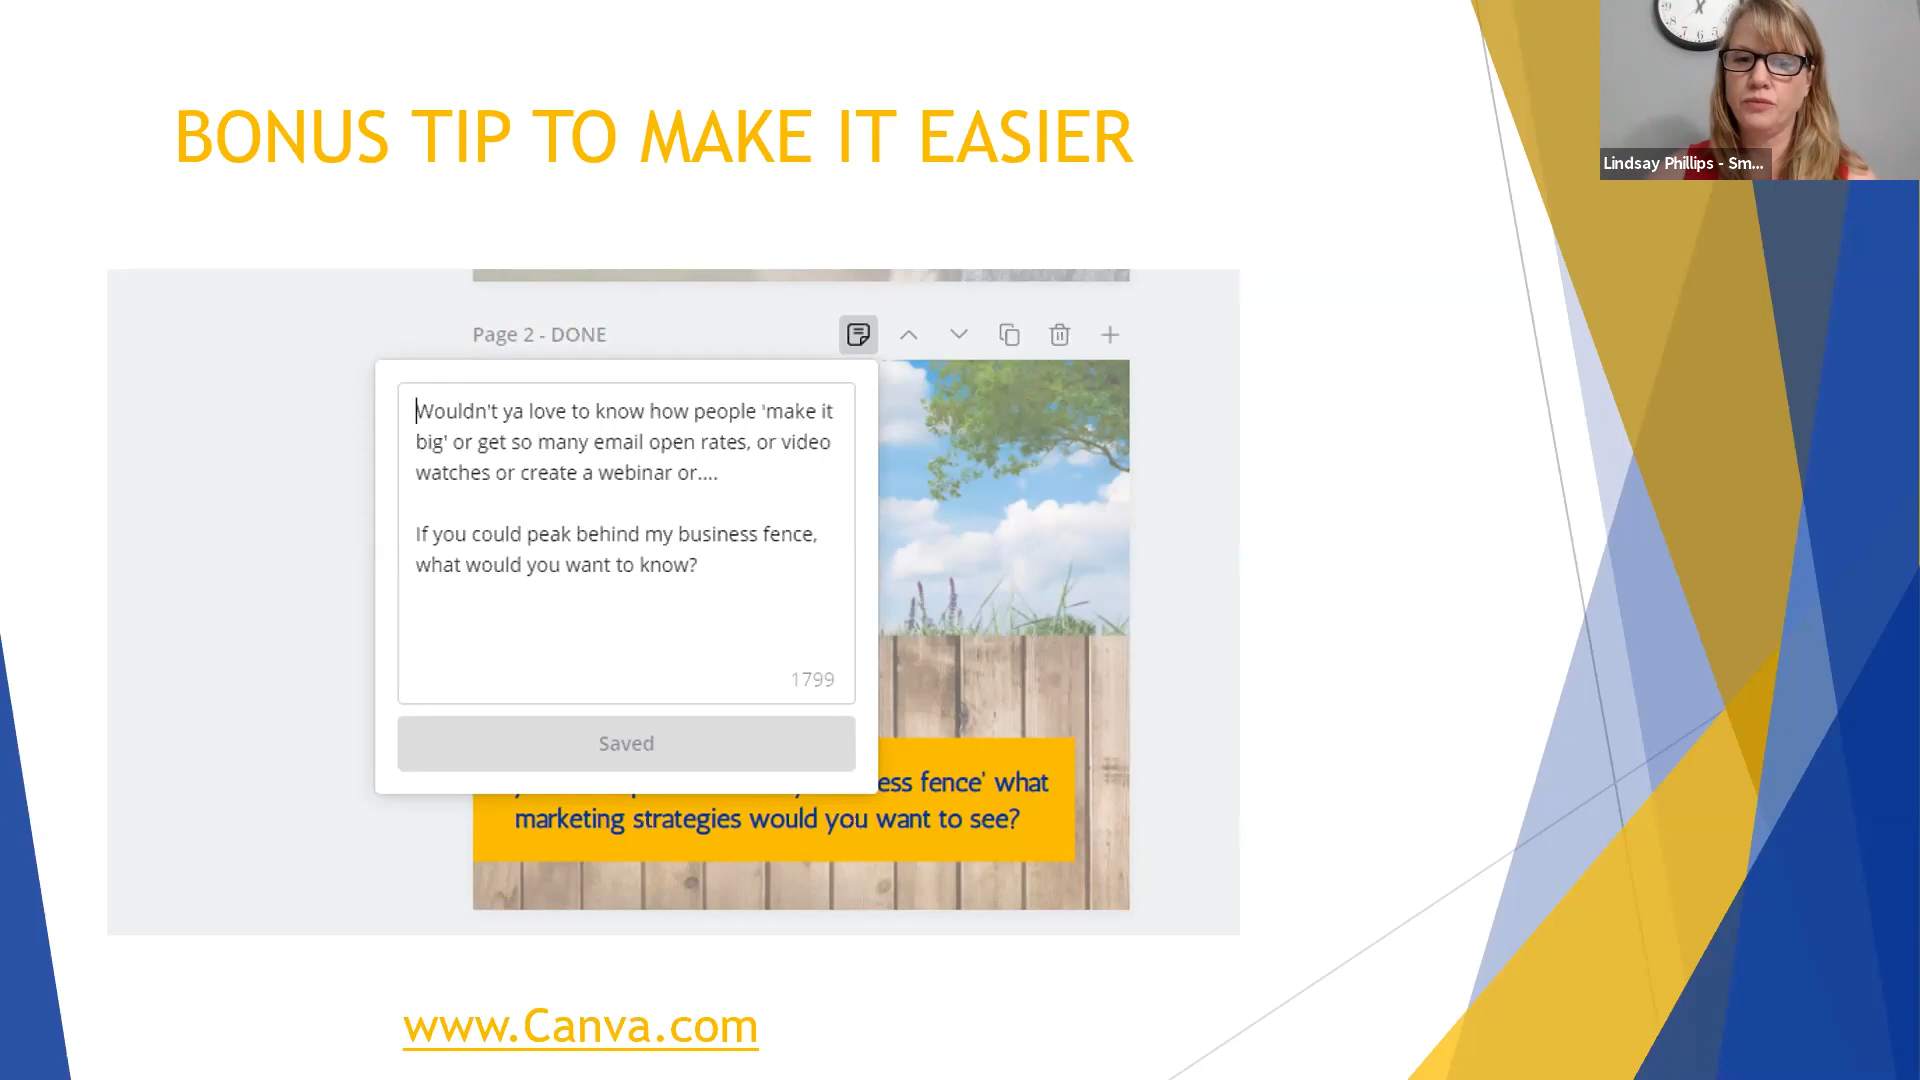 BONUS TIP TO MAKE IT EASIER
Lindsay Phillips - Sm...
Page 2 - DONE
Wouldn't ya love to know how people 'make it
big' or get so many email open rates, or video
watches or create a webinar or....
If you could peak behind my business fence,
what would you want to know?
1799
Saved
ess fence' what
marketing strategies would you want to see?
www.Canva.com